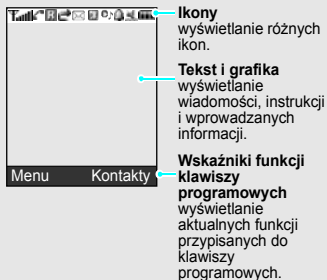 Ikony
wyświetlanie różnych
ikon.
Tekst i grafika
wyświetlanie
wiadomości, instrukcji
i wprowadzanych
informacji.
Menu Kontakty
Wskaźniki funkcji
klawiszy
programowych
wyświetlanie
aktualnych funkcji
przypisanych do
klawiszy
programowych.